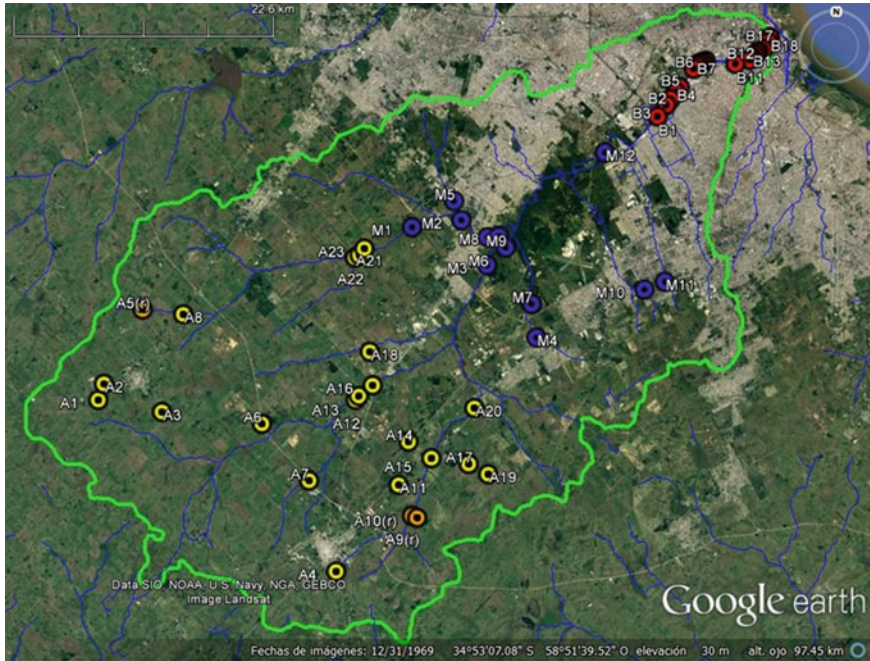 22.6 km
N
B17
B18
B12
B13
B11
B6
B7
B5
B4
B2
B3
B1
M12
M5
M1
M2
M8
M9
A23
A21
A22
M3
M6
M10
M11
M7
M4
A5(r)
A8
A18
A2
A1
A3
A16
A13
A12
A20
A6
A14
A17
A15
A19
A7
A11
A10(r)
A9(r)
A4
Data SIO, NOAA, U.S. Navy, NGA, GEBCO
Image Landsat
Google earth
Fechas de imágenes: 12/31/1969 34°53'07.08" S 58°51'39.52" O elevación 30 m alt. ojo 97.45 km